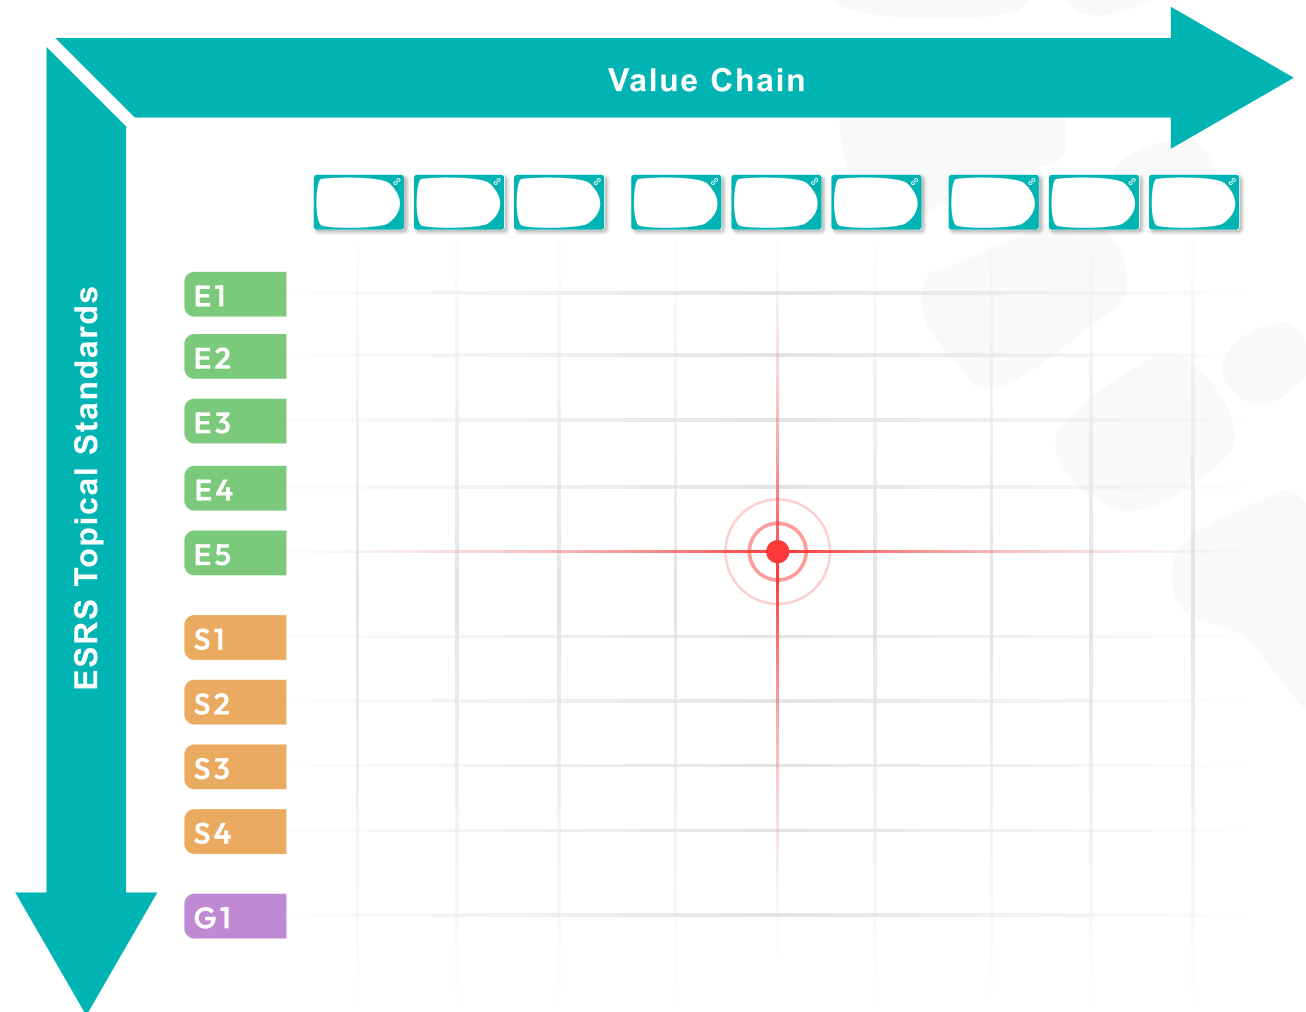 Value Chain
ESRS Topical Standards
E1
E2
E3
E4
E5
S1
S2
S3
S4
G1